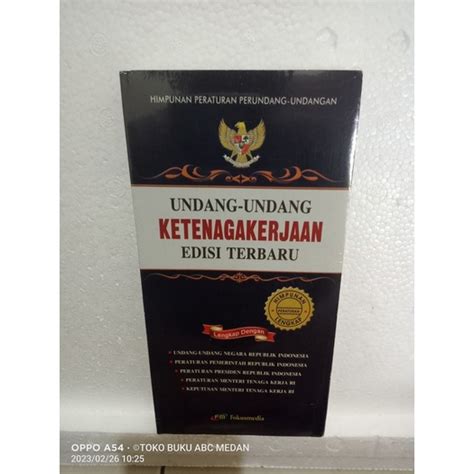 HIMPUNAN PERATURAN PERUNDANG-UNDANGAN
UNDANG-UNDANG
KETENAGAKERJAAN
EDISI TERBARU
HIMPUNAN
PERATURAN
LENGKAP
Lengkap Dengan
UNDANG-UNDANG NEGARA REPUBLIK INDONESIA
PERATURAN PEMERINTAH REPUBLIK INDONESIA
PERATURAN PRESIDEN REPUBLIK INDONESIA
PERATURAN MENTERI TENAGA KERJA RI
KEPUTUSAN MENTERI TENAGA KERJA RI
Fokusmedia
OPPO A54 · ©TOKO BUKU ABC MEDAN
2023/02/26 10:25